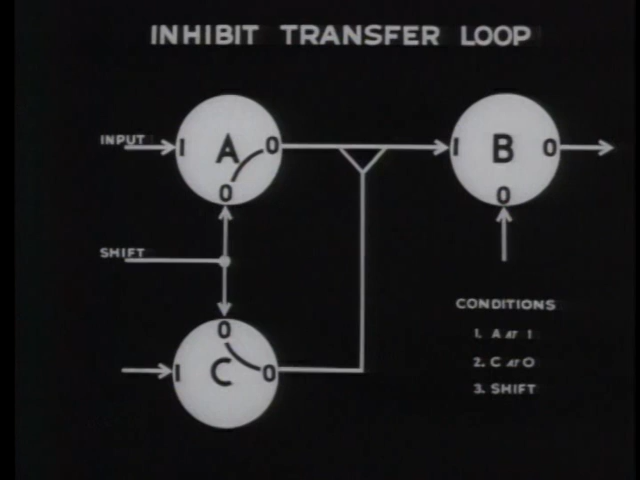 INHIBIT TRANSFER LOOP
INPUT
1 A 0
0
1 B 0
0
SHIFT
0
1 C 0
CONDITIONS
1. A AT 1
2. C AT 0
3. SHIFT